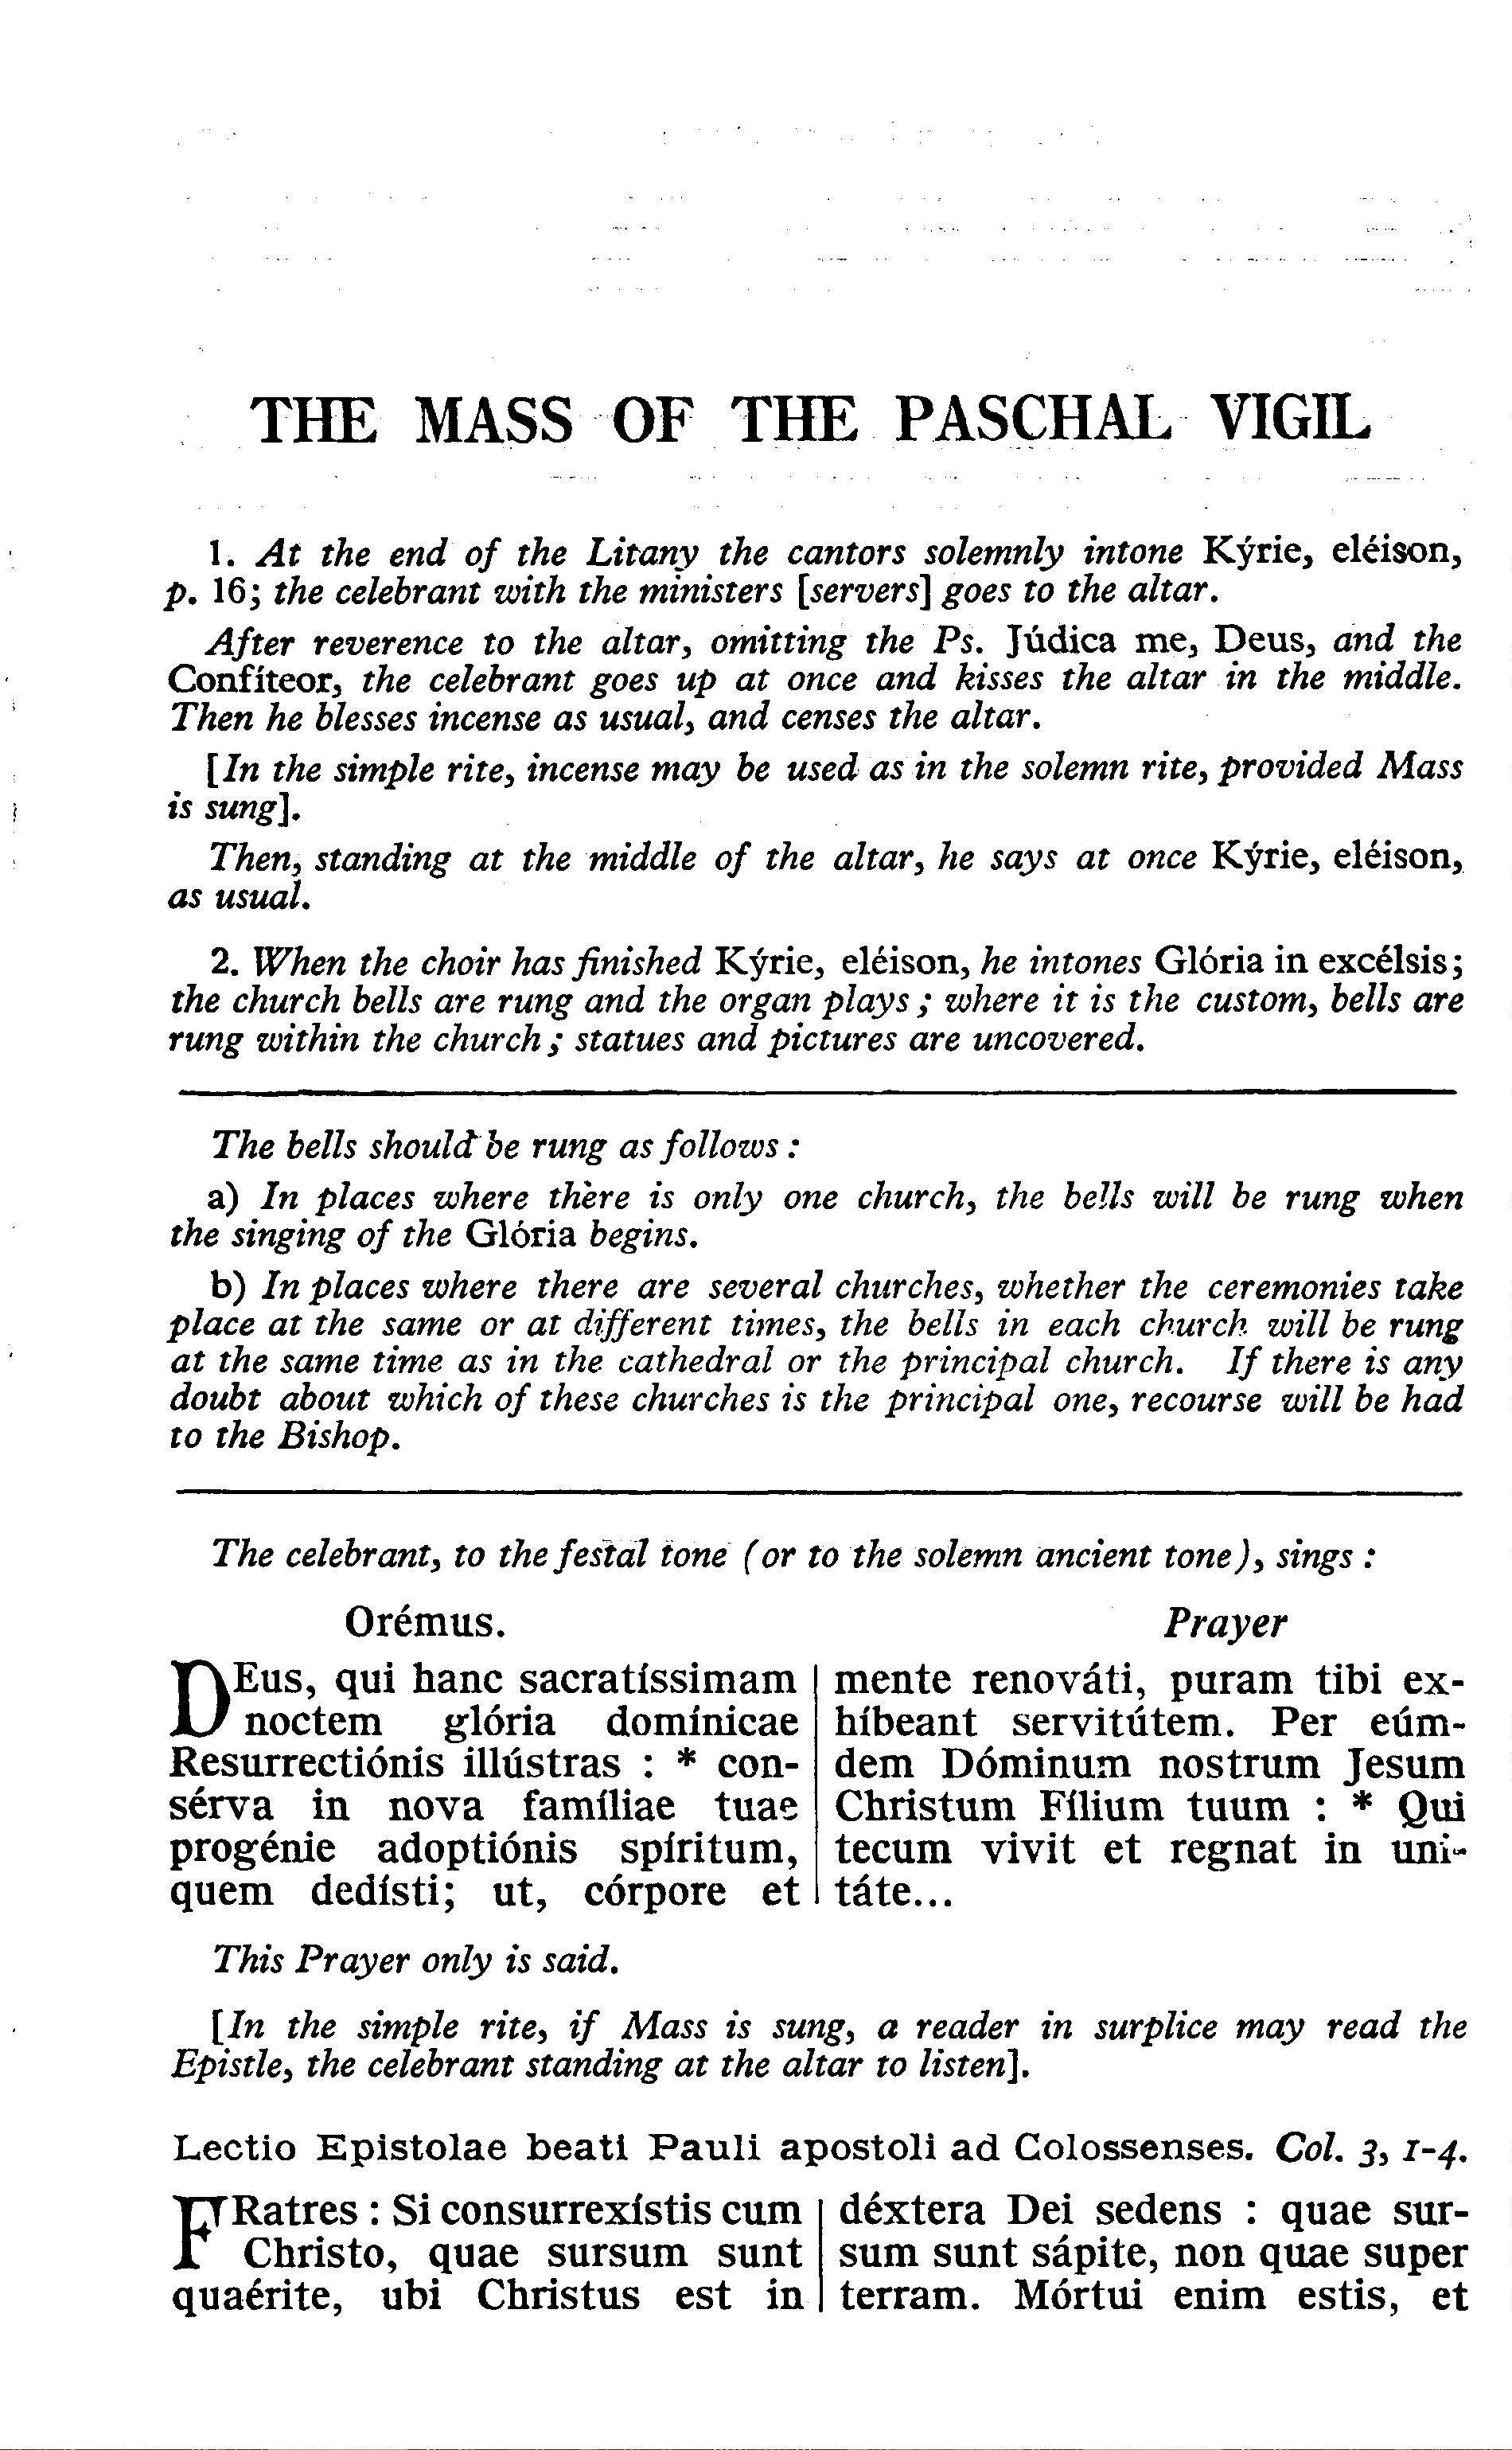 THE MASS OF THE PASCHAL VIGIL
1. At the end of the Litany the cantors solemnly intone Kýrie, eléison,
p. 16; the celebrant with the ministers [servers] goes to the altar.
After reverence to the altar, omitting the Ps. Júdica me, Deus, and the
Confíteor, the celebrant goes up at once and kisses the altar in the middle.
Then he blesses incense as usual, and censes the altar.
[In the simple rite, incense may be used as in the solemn rite, provided Mass
is sung].
Then, standing at the middle of the altar, he says at once Kýrie, eléison,
as usual.
2. When the choir has finished Kýrie, eléison, he intones Glória in excélsis;
the church bells are rung and the organ plays ; where it is the custom, bells are
rung within the church ; statues and pictures are uncovered.
The bells should be rung as follows :
a) In places where there is only one church, the bells will be rung when
the singing of the Glória begins.
b) In places where there are several churches, whether the ceremonies take
place at the same or at different times, the bells in each church will be rung
at the same time as in the cathedral or the principal church. If there is any
doubt about which of these churches is the principal one, recourse will be had
to the Bishop.
The celebrant, to the festal tone (or to the solemn ancient tone), sings :
Orémus. Prayer
DEus, qui hanc sacratíssimam
noctem glória domínicae
Resurrectiónis illústras : * con-
sérva in nova famíliae tuae
progénie adoptiónis spíritum,
quem dedísti; ut, córpore et
mente renováti, puram tibi ex-
híbeant servitútem. Per eúm-
dem Dóminum nostrum Jesum
Christum Fílium tuum : * Qui
tecum vivit et regnat in uni-
táte...
This Prayer only is said.
[In the simple rite, if Mass is sung, a reader in surplice may read the
Epistle, the celebrant standing at the altar to listen].
Lectio Epistolae beati Pauli apostoli ad Colossenses. Col. 3, 1-4.
FRatres : Si consurrexístis cum
Christo, quae sursum sunt
quaérite, ubi Christus est in
déxtera Dei sedens : quae sur-
sum sunt sápite, non quae super
terram. Mórtui enim estis, et